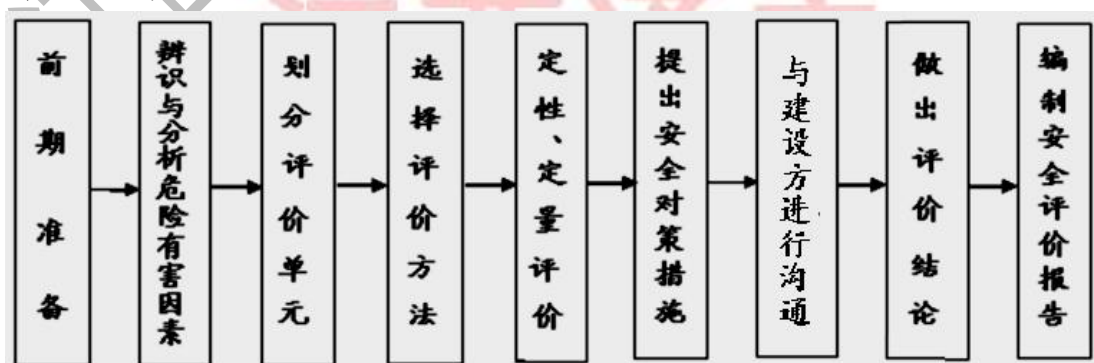 前期准备
辨识与分析危险有害因素
划分评价单元
选择评价方法
定性、定量评价
提出安全对策措施
与建设方进行沟通
做出评价结论
编制安全评价报告